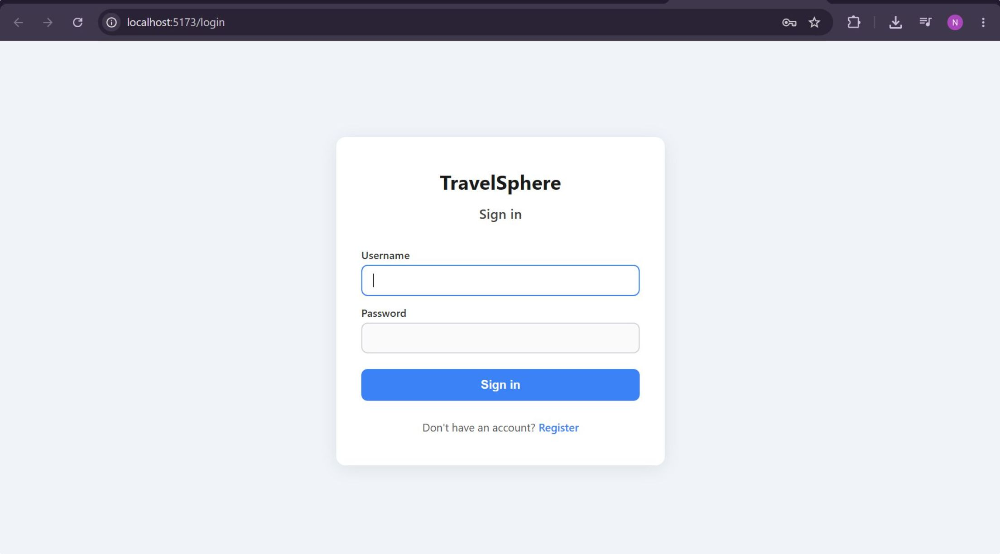 localhost:5173/login
N
TravelSphere
Sign in
Username
Password
Sign in
Don't have an account? Register